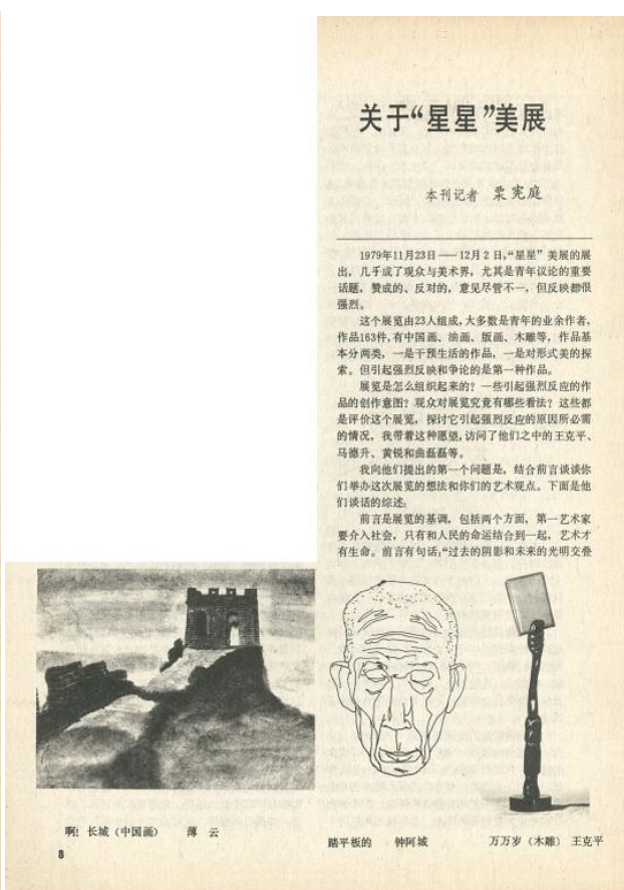 关于“星星”美展
本刊记者 栗宪庭
1979年11月23日——12月2日,“星星”美展的展
出，几乎成了观众与美术界，尤其是青年议论的重要
话题，赞成的、反对的，意见尽管不一，但反映都很
强烈。
这个展览由23人组成，大多数是青年的业余作者，
作品163件，有中国画、油画、版画、木雕等，作品基
本分两类，一是干预生活的作品，一是对形式美的探
索。但引起强烈反映和争论的是第一种作品。
展览是怎么组织起来的？一些引起强烈反应的作
品的创作意图？观众对展览究竟有哪些看法？这些都
是评价这个展览，探讨它引起强烈反应的原因所必需
的情况，我带着这种愿望，访问了他们之中的王克平、
马德升、黄锐和曲磊磊等。
我向他们提出的第一个问题是，结合前言谈谈你
们举办这次展览的想法和你们的艺术观点。下面是他
们谈话的综述：
前言是展览的基调，包括两个方面，第一艺术家
要介入社会，只有和人民的命运结合到一起，艺术才
有生命。前言有句话：“过去的阴影和未来的光明交叠
啊! 长城（中国画） 薄 云
踏平板的 钟阿城
万万岁（木雕） 王克平
8